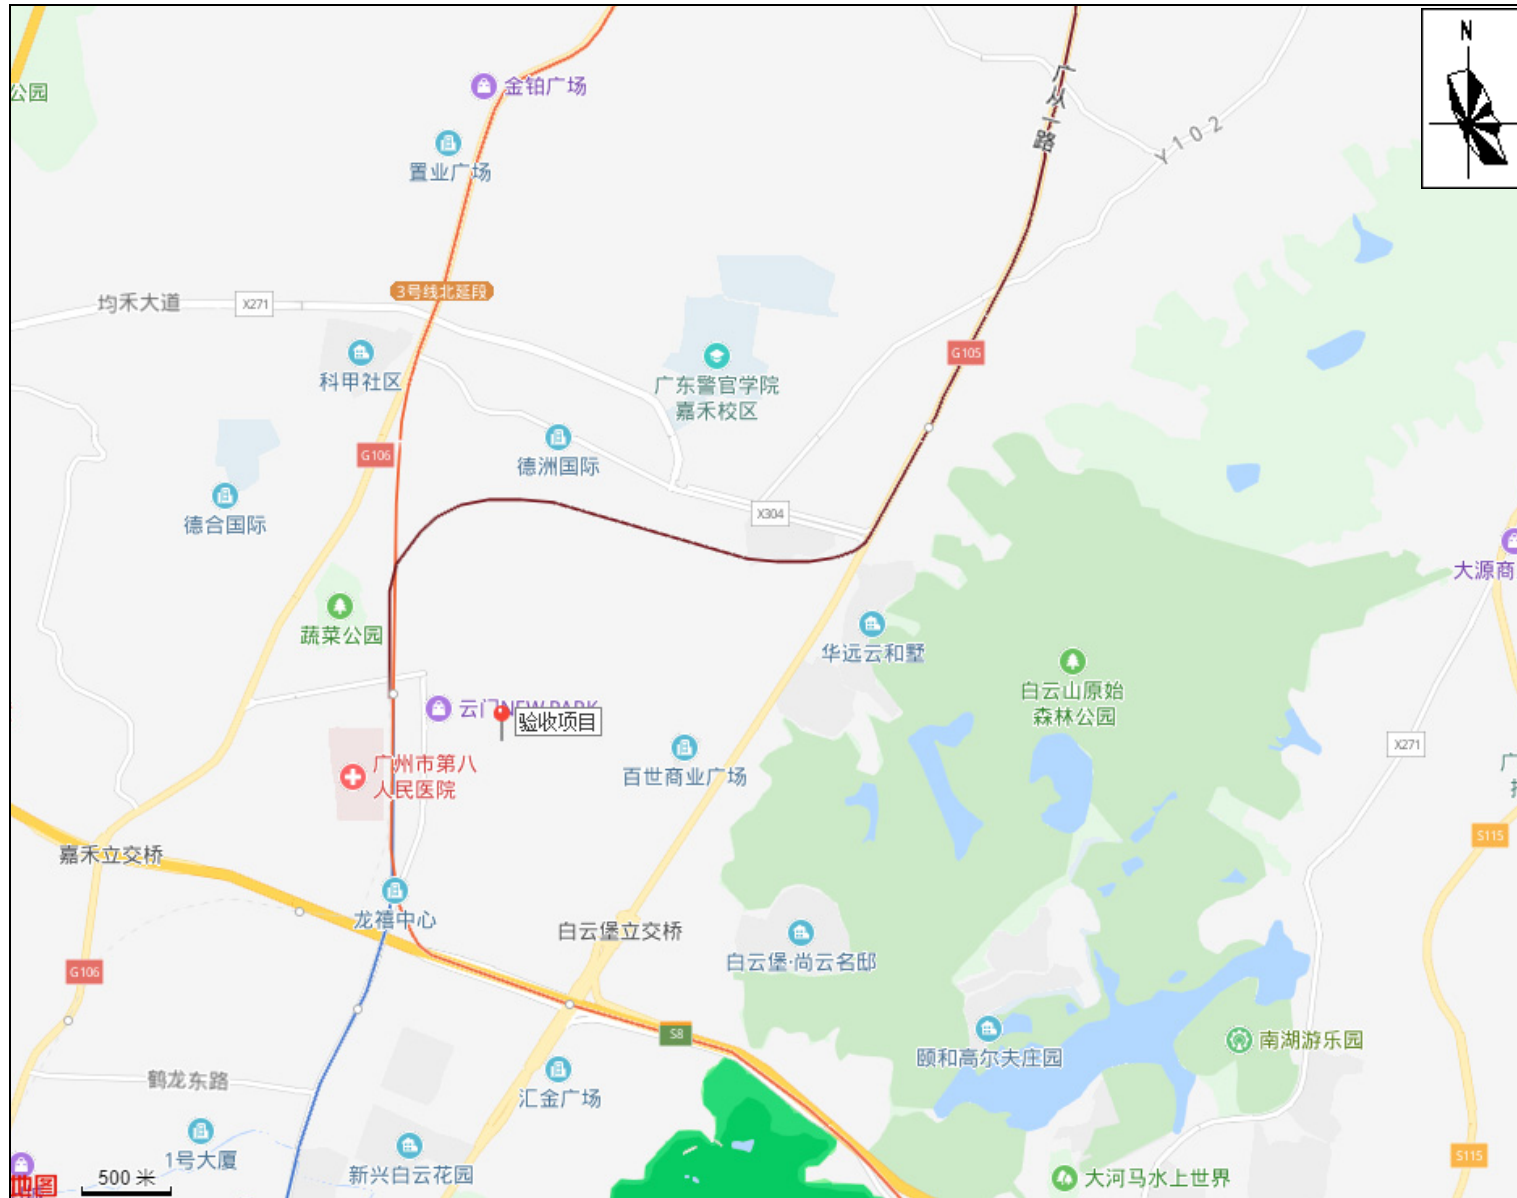 N
金铂广场
公园
置业广场
广从一路
Y102
3号线北延段
均禾大道
X271
科甲社区
广东警官学院
嘉禾校区
G105
G106
德洲国际
德合国际
X304
大源商
蔬菜公园
华远云和墅
白云山原始
森林公园
云门NEW PARK
验收项目
百世商业广场
X271
广州市第八
人民医院
广
S115
嘉禾立交桥
龙禧中心
白云堡立交桥
白云堡·尚云名邸
G106
S8
颐和高尔夫庄园
南湖游乐园
鹤龙东路
汇金广场
1号大厦
新兴白云花园
500 米
地图
大河马水上世界
S115